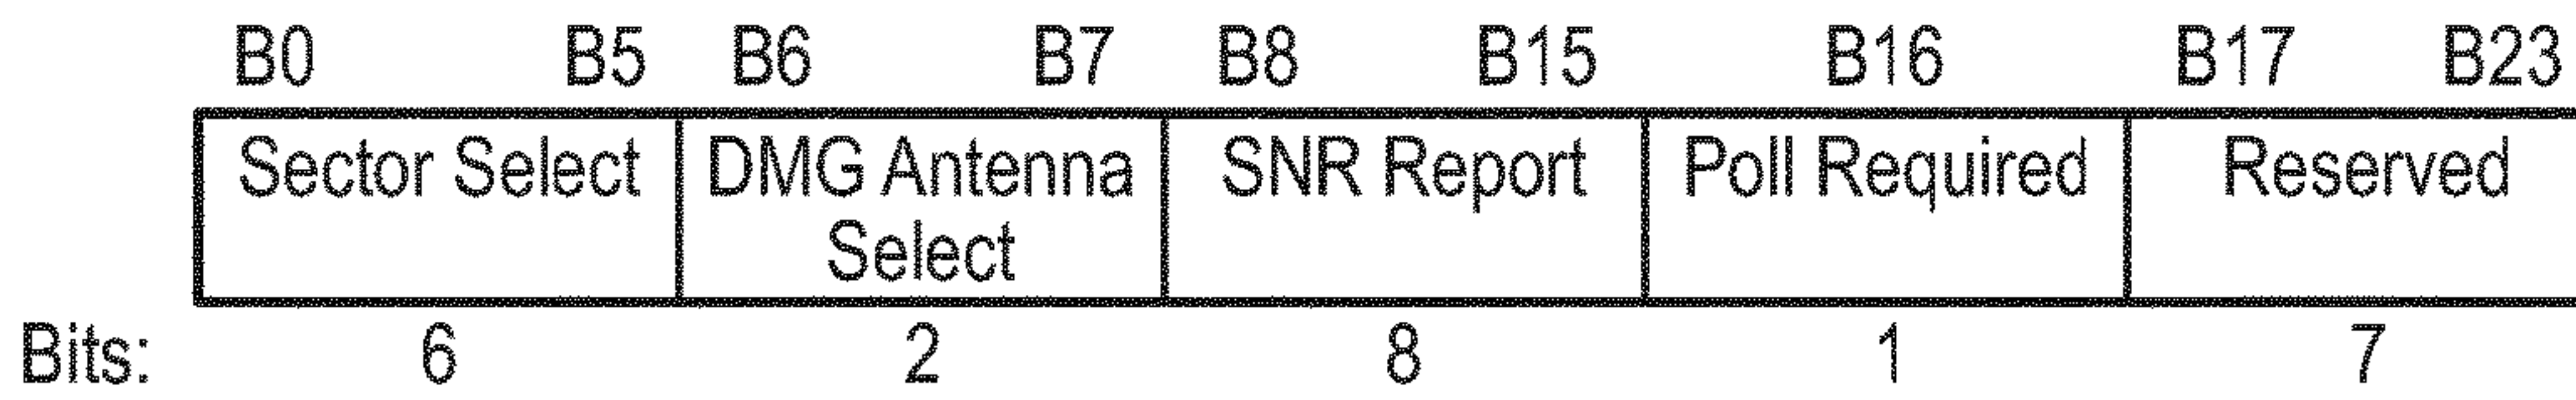 B0 B5 B6 B7 B8 B15 B16 B17 B23
Sector Select DMG Antenna Select SNR Report Poll Required Reserved
Bits: 6 2 8 1 7